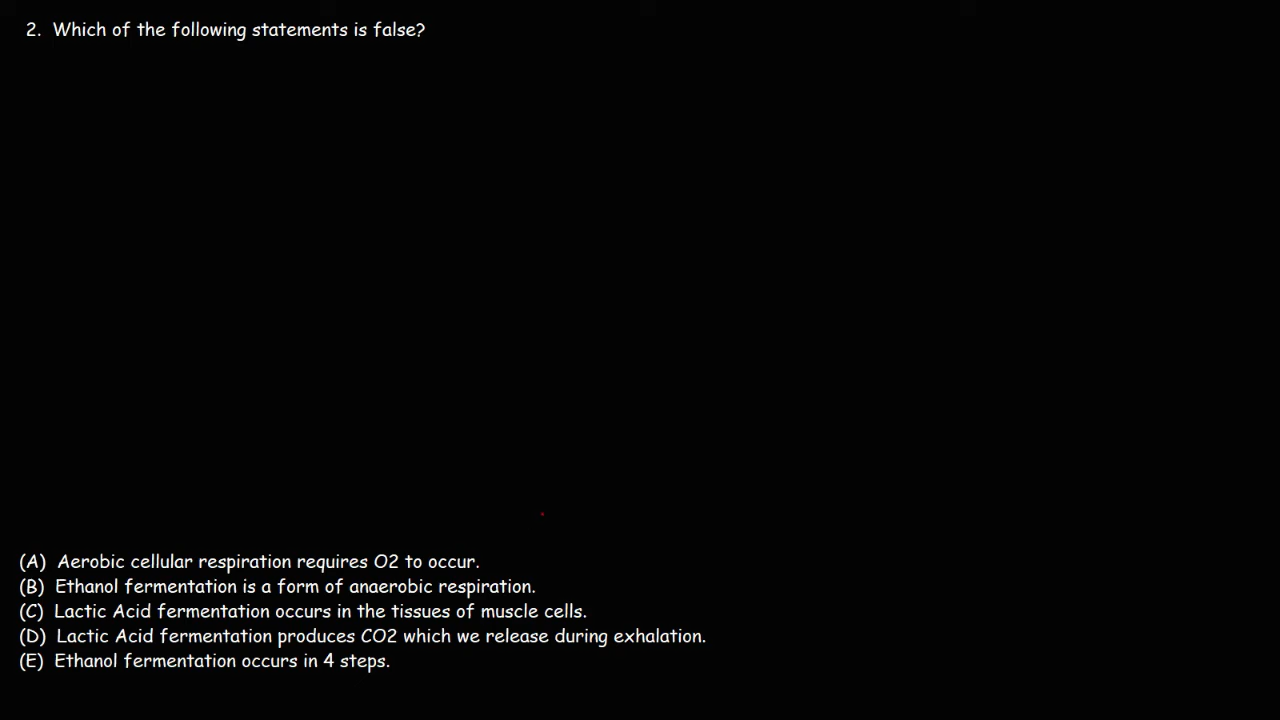 2. Which of the following statements is false?
(A) Aerobic cellular respiration requires O2 to occur.
(B) Ethanol fermentation is a form of anaerobic respiration.
(C) Lactic Acid fermentation occurs in the tissues of muscle cells.
(D) Lactic Acid fermentation produces CO2 which we release during exhalation.
(E) Ethanol fermentation occurs in 4 steps.